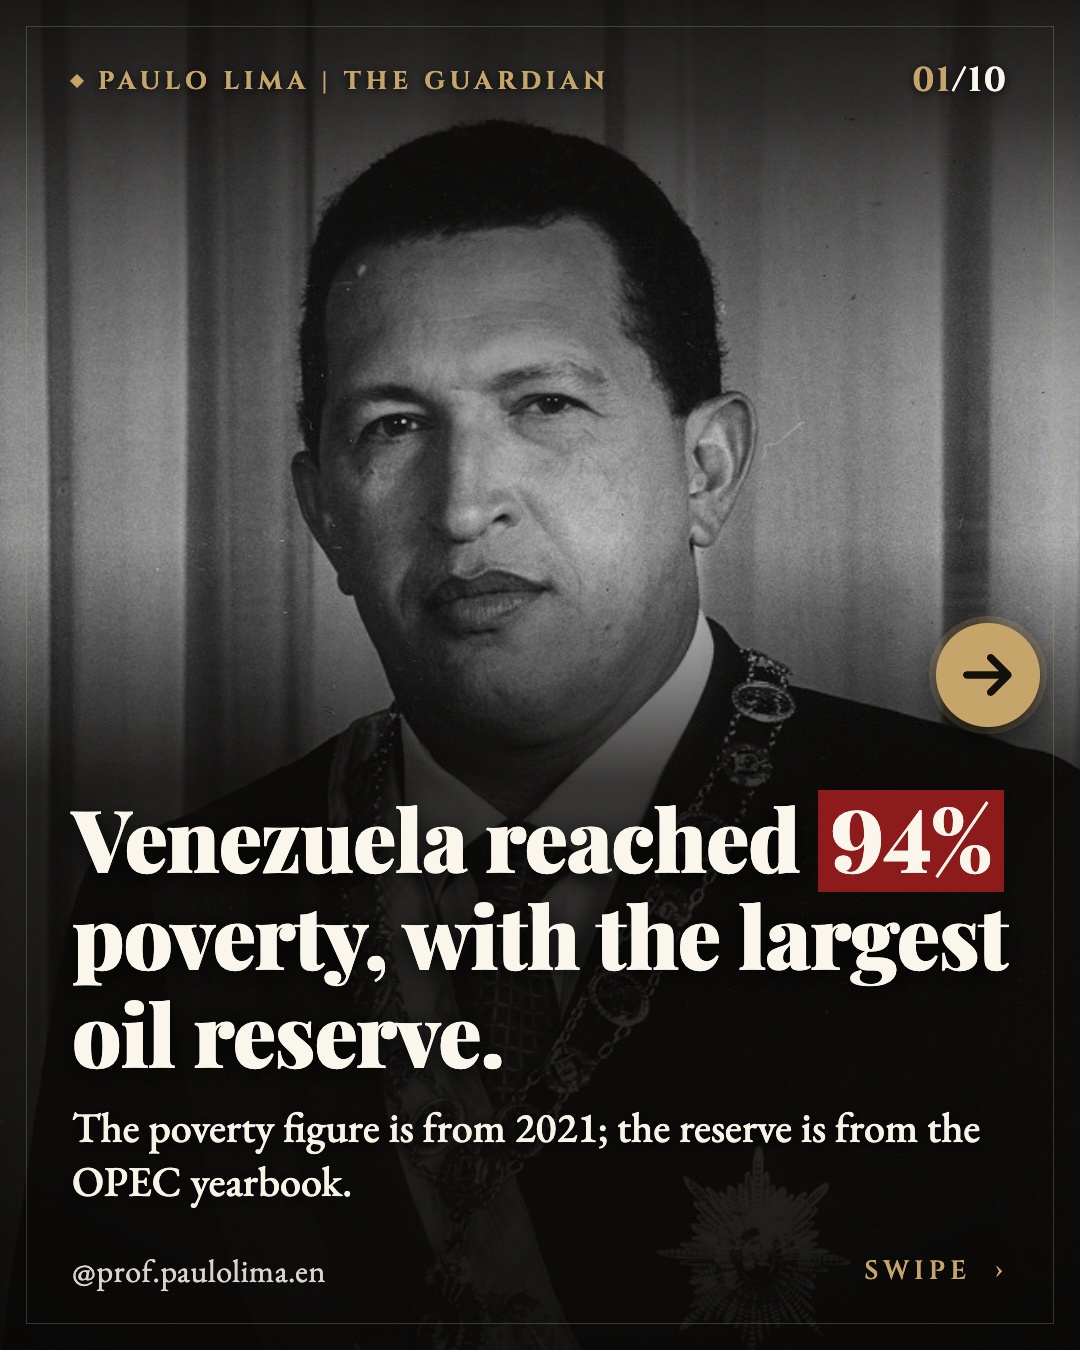 ◆ PAULO LIMA | THE GUARDIAN
01/10
Venezuela reached 94%
poverty, with the largest
oil reserve.
The poverty figure is from 2021; the reserve is from the
OPEC yearbook.
@prof.paulolima.en
SWIPE ›